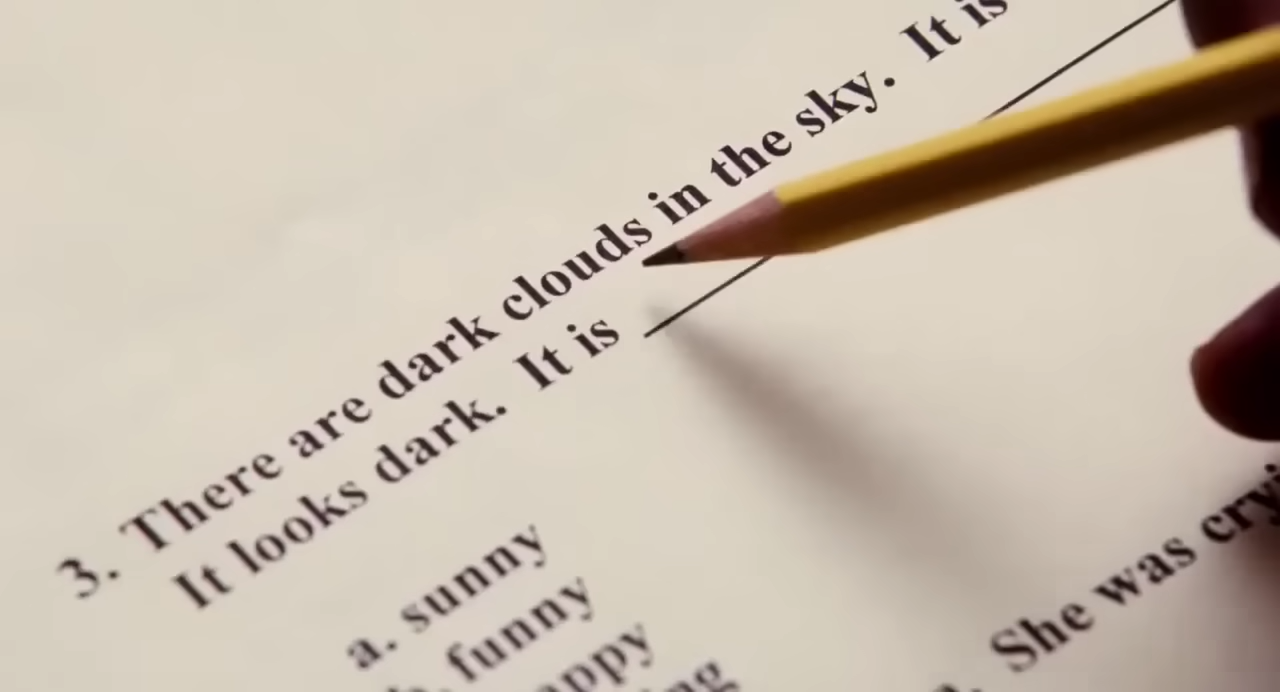 3. There are dark clouds in the sky. It is
It looks dark. It is
a. sunny
funny
She was